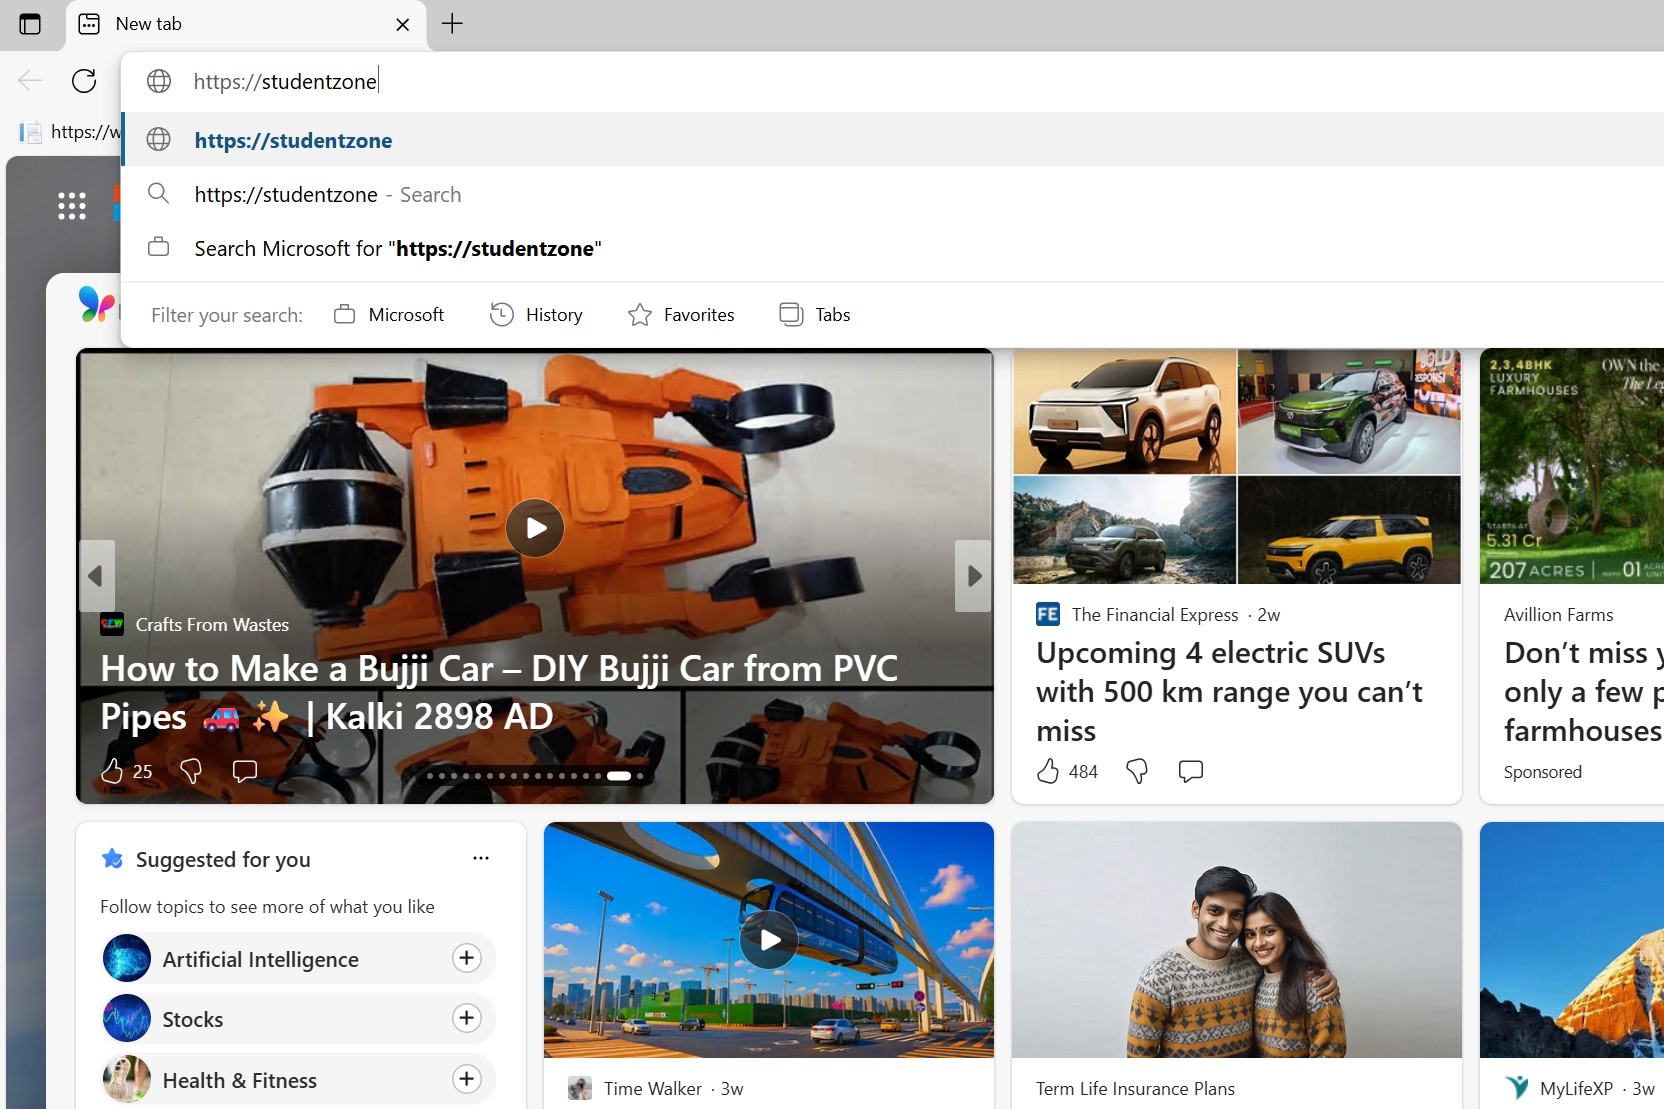 New tab
https://studentzone
https://w
https://studentzone
https://studentzone - Search
Search Microsoft for "https://studentzone"
Filter your search:
Microsoft
History
Favorites
Tabs
Crafts From Wastes
How to Make a Bujji Car – DIY Bujji Car from PVC
Pipes 🚗 ✨ | Kalki 2898 AD
25
The Financial Express · 2w
Upcoming 4 electric SUVs
with 500 km range you can't
miss
484
2,3,4BHK
LUXURY
FARMHOUSES
OWN the
The Leg
STARTS AT
5.31 Cr
207 ACRES | 01
Avillion Farms
Don't miss y
only a few p
farmhouses
Sponsored
Suggested for you
Follow topics to see more of what you like
Artificial Intelligence
Stocks
Health & Fitness
Time Walker · 3w
Term Life Insurance Plans
MyLifeXP · 3w